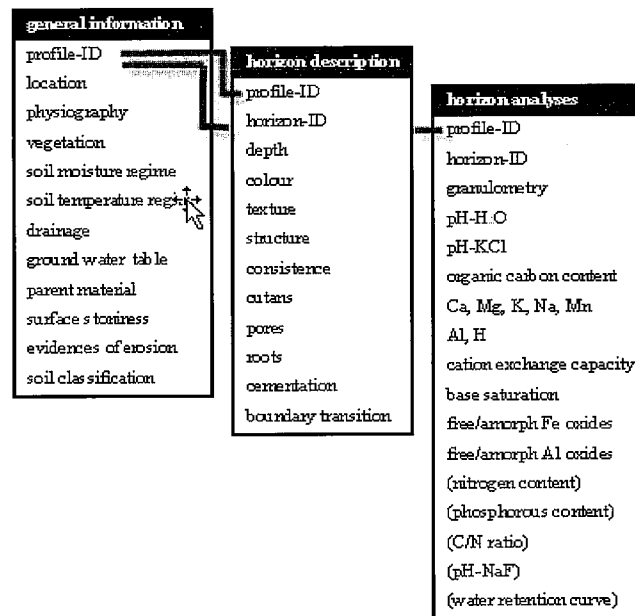 general information
profile-ID
location
physiography
vegetation
soil moisture regime
soil temperature regi
drainage
ground water table
parent material
surface stoniness
evidences of erosion
soil classification
horizon description
profile-ID
horizon-ID
depth
colour
texture
structure
consistence
cutans
pores
roots
cementation
boundary transition
horizon analyses
profile-ID
horizon-ID
granulometry
pH-H2O
pH-KCl
organic carbon content
Ca, Mg, K, Na, Mn
Al, H
cation exchange capacity
base saturation
free/amorph Fe oxides
free/amorph Al oxides
(nitrogen content)
(phosphorous content)
(C/N ratio)
(pH-NaF)
(water retention curve)